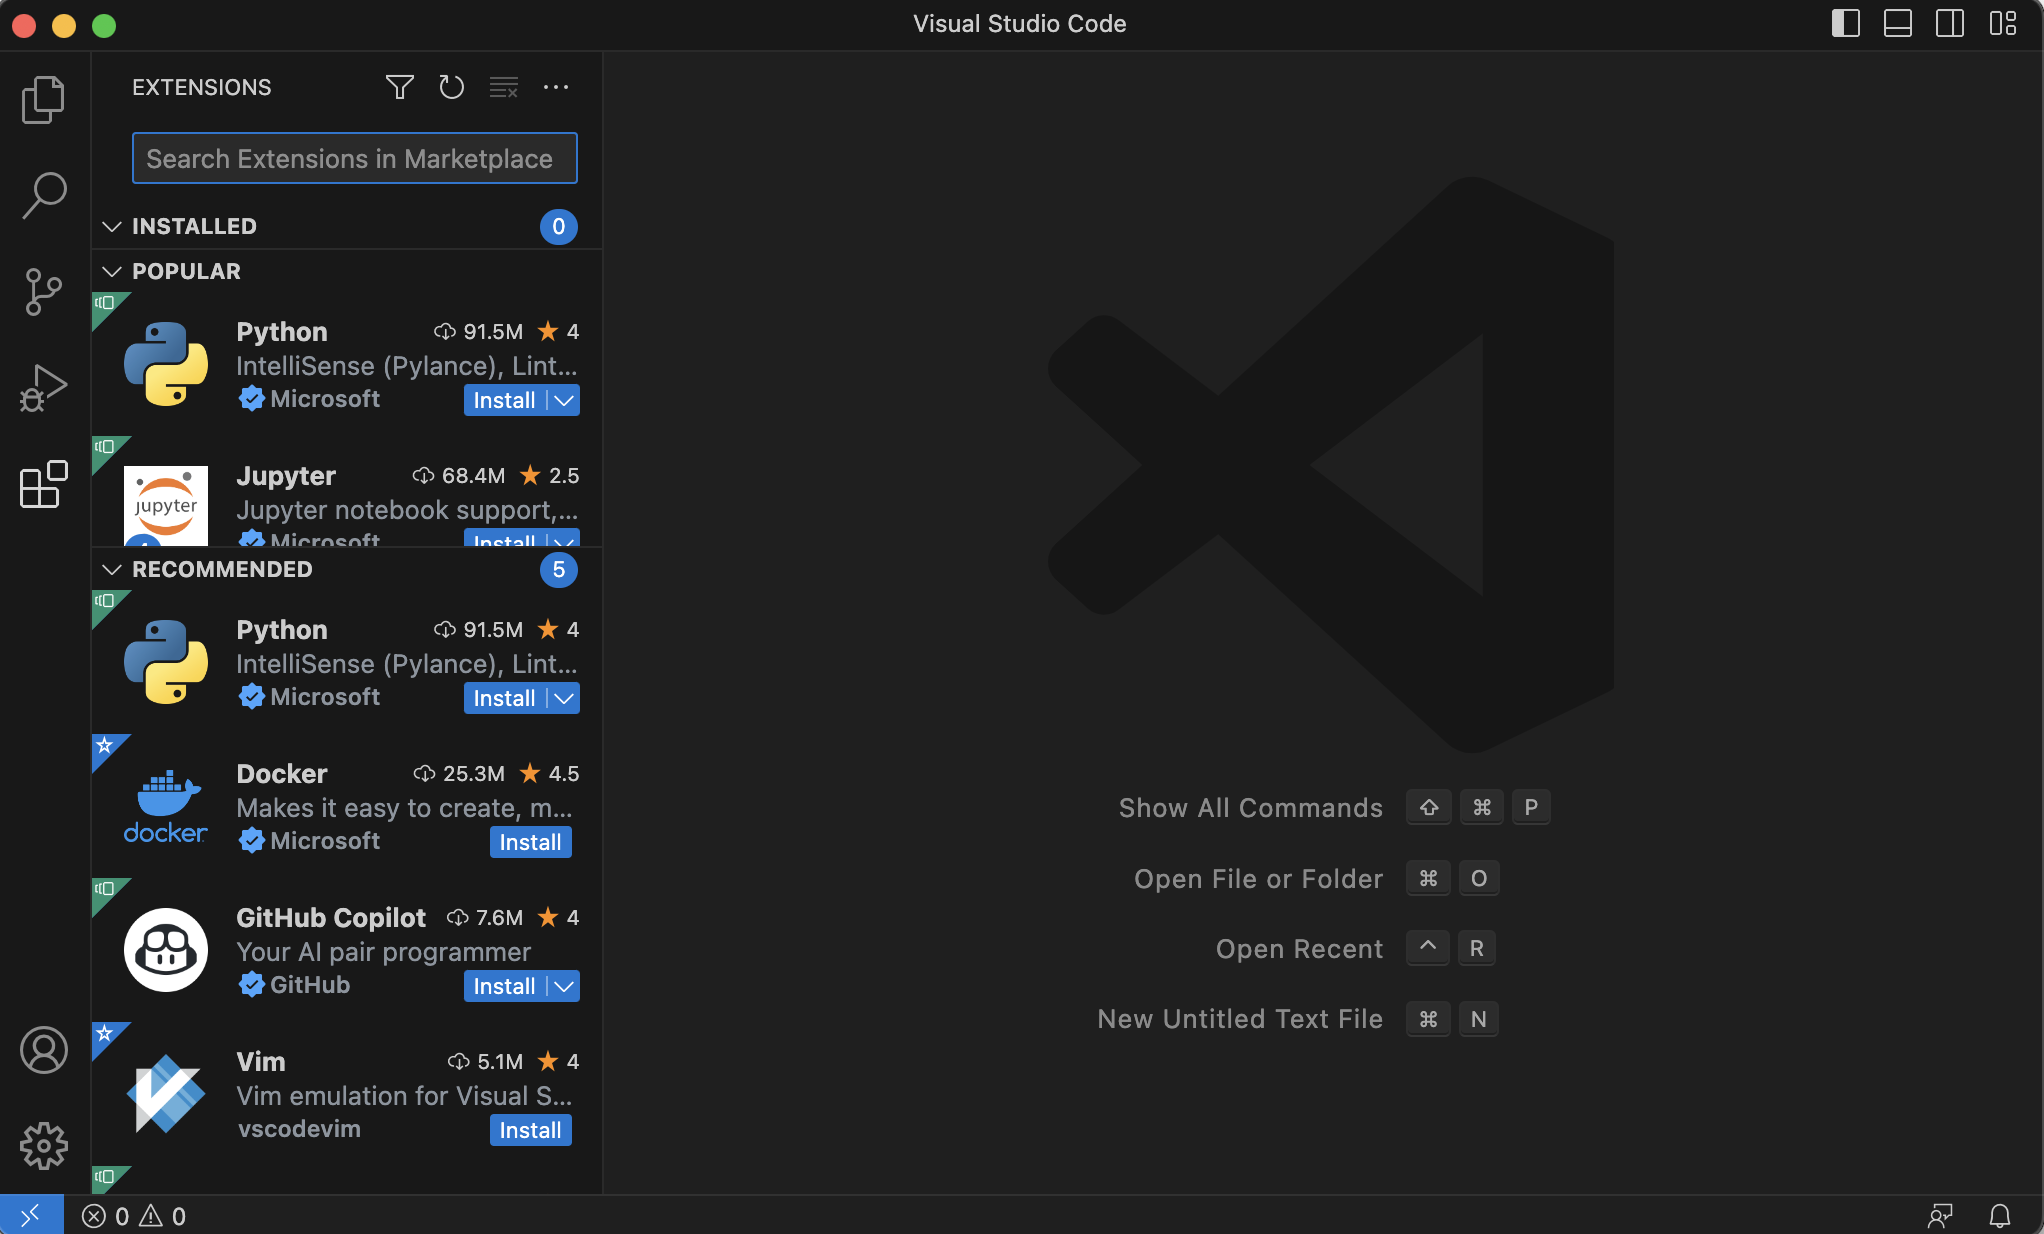 Visual Studio Code
EXTENSIONS
Search Extensions in Marketplace
INSTALLED 0
POPULAR
Python 91.5M 4
IntelliSense (Pylance), Lint...
Microsoft Install
Jupyter 68.4M 2.5
jupyter
Jupyter notebook support,...
Microsoft Install
RECOMMENDED 5
Python 91.5M 4
IntelliSense (Pylance), Lint...
Microsoft Install
Docker 25.3M 4.5
Makes it easy to create, m...
docker
Microsoft Install
GitHub Copilot 7.6M 4
Your AI pair programmer
GitHub Install
Vim 5.1M 4
Vim emulation for Visual S...
vscodevim Install
Show All Commands ⇧ ⌘ P
Open File or Folder ⌘ O
Open Recent ^ R
New Untitled Text File ⌘ N
0 0